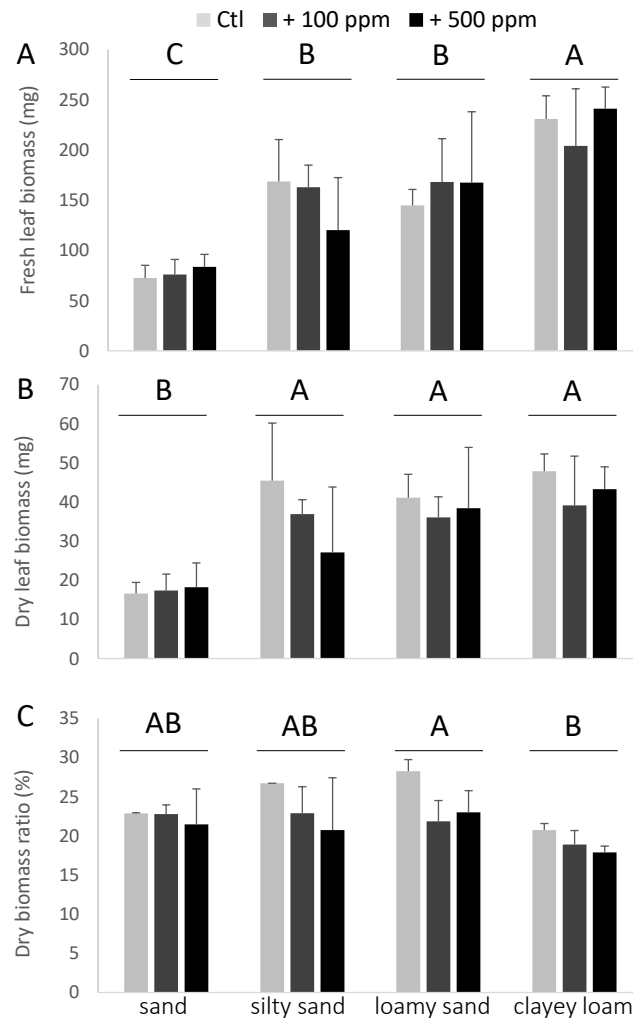 Ctl + 100 ppm + 500 ppm
A
Fresh leaf biomass (mg)
300
250
200
150
100
50
0
C B B A
B
Dry leaf biomass (mg)
70
60
50
40
30
20
10
0
B A A A
C
Dry biomass ratio (%)
35
30
25
20
15
10
5
0
AB AB A B
sand silty sand loamy sand clayey loam